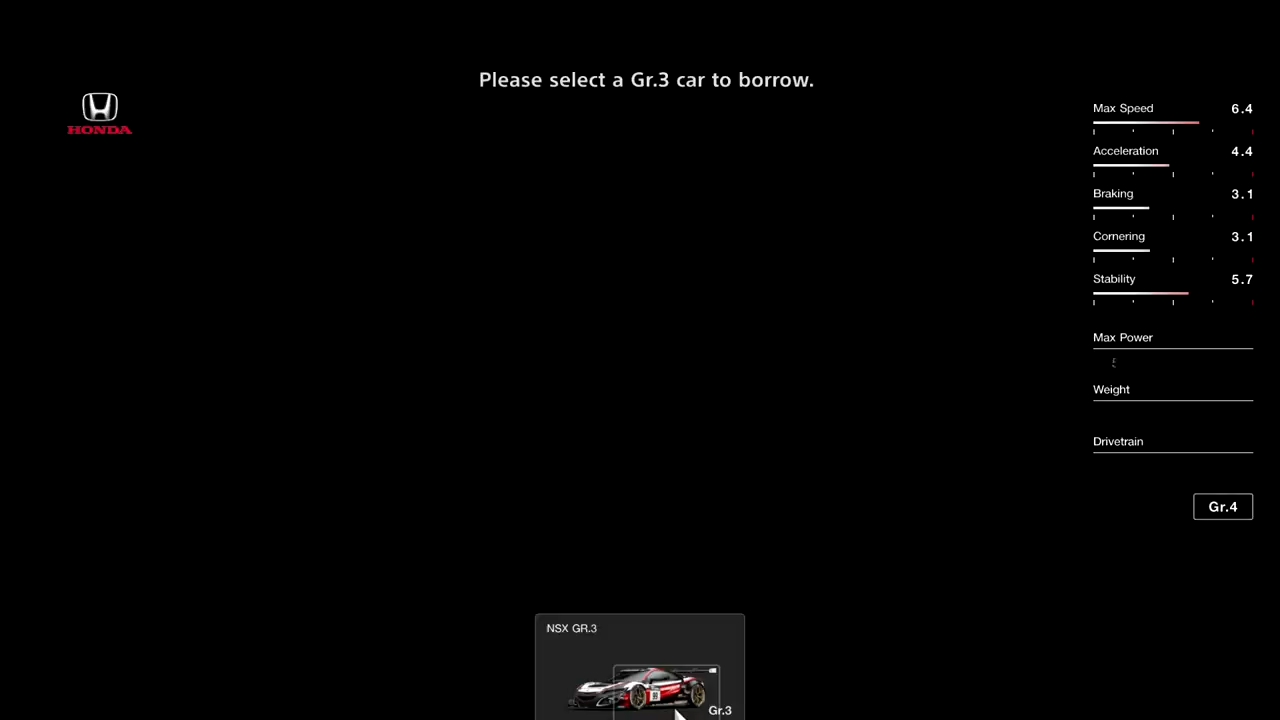 Please select a Gr.3 car to borrow.
HONDA
Max Speed 6.4
Acceleration 4.4
Braking 3.1
Cornering 3.1
Stability 5.7
Max Power
Weight
Drivetrain
Gr.4
NSX GR.3
Gr.3